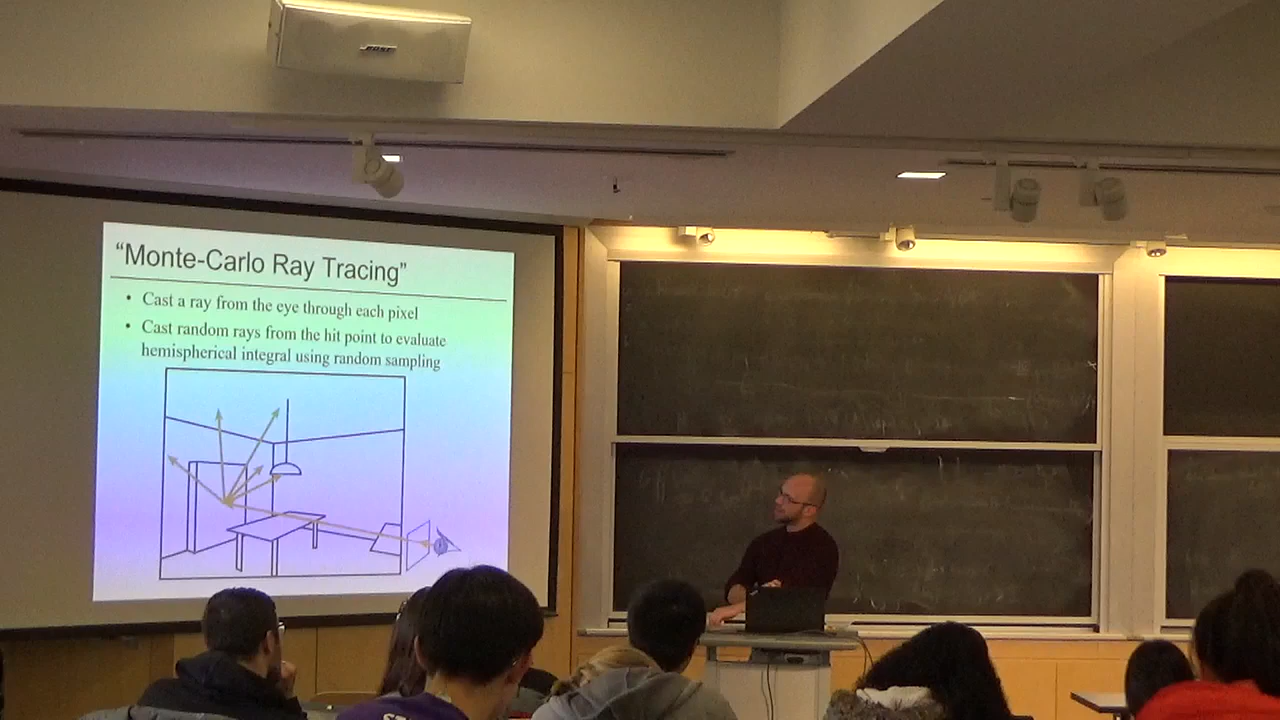 BOSE
“Monte-Carlo Ray Tracing”
• Cast a ray from the eye through each pixel
• Cast random rays from the hit point to evaluate
hemispherical integral using random sampling